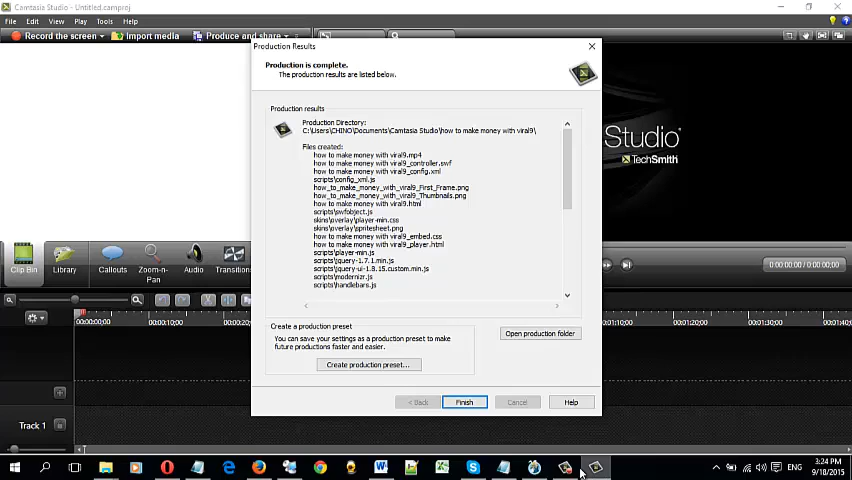 Camtasia Studio - Untitled.camproj
File Edit View Play Tools Help
Record the screen Import media Produce and share
Production Results
Production is complete.
The production results are listed below.
Production results
Production Directory:
C:\Users\CHINO\Documents\Camtasia Studio\how to make money with viral9\
Files created:
how to make money with viral9.mp4
how to make money with viral9_controller.swf
how to make money with viral9_config.xml
scripts\config_xml.js
how_to_make_money_with_viral9_First_Frame.png
how_to_make_money_with_viral9_Thumbnails.png
how to make money with viral9.html
scripts\swfobject.js
skins\overlay\player-min.css
skins\overlay\spritesheet.png
how to make money with viral9_embed.css
how to make money with viral9_player.html
scripts\player-min.js
scripts\jquery-1.7.1.min.js
scripts\jquery-ui-1.8.15.custom.min.js
scripts\modernizr.js
scripts\handlebars.js
Studio
TechSmith
Clip Bin Library Callouts Zoom-n-Pan Audio Transition
0:00:00;00 / 0:00:00;00
Create a production preset
You can save your settings as a production preset to make
future productions faster and easier.
Create production preset...
Open production folder
< Back Finish Cancel Help
00:00:00;00 00:00:10;00 00:00:20;0 00:01:10;00 00:01:20;00 00:01:30;00 00:01:40;0
Track 1
ENG
3:24 PM
9/18/2015